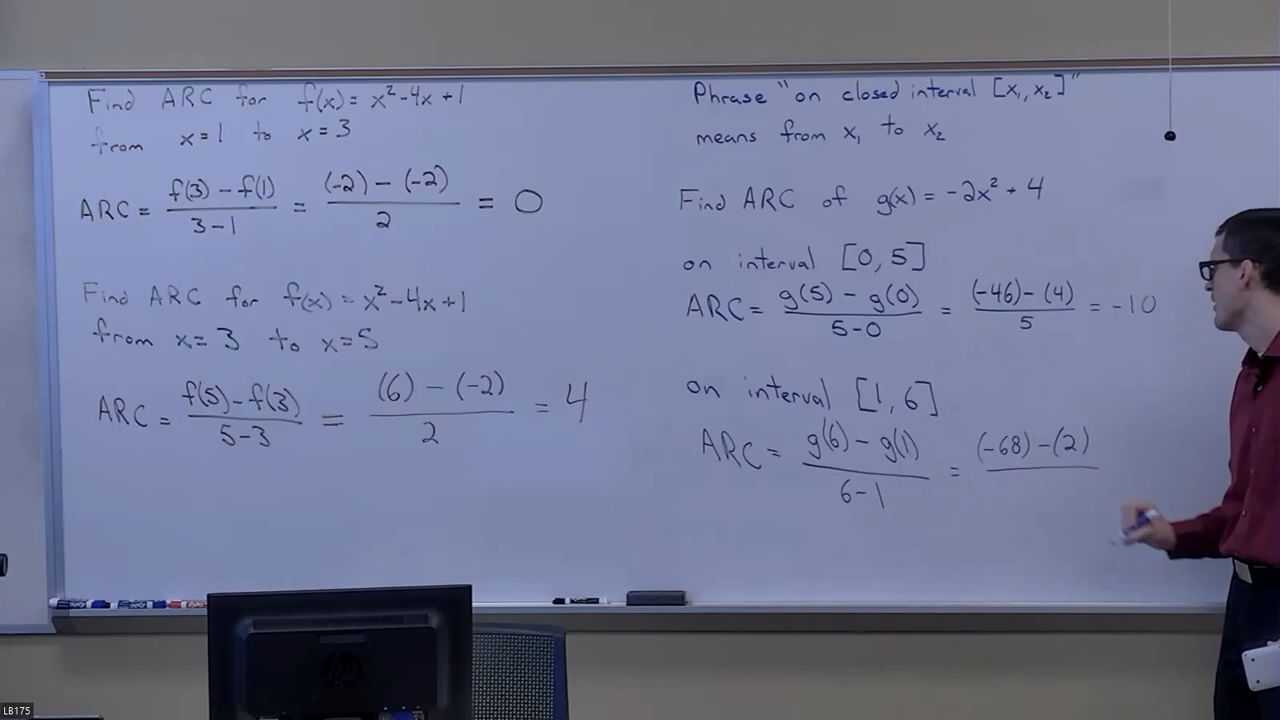 Find ARC for f(x) = x² - 4x + 1
from x = 1 to x = 3
ARC = f(3) - f(1) / 3 - 1 = (-2) - (-2) / 2 = 0
Find ARC for f(x) = x² - 4x + 1
from x = 3 to x = 5
ARC = f(5) - f(3) / 5 - 3 = (6) - (-2) / 2 = 4
Phrase "on closed interval [x₁, x₂]"
means from x₁ to x₂
Find ARC of g(x) = -2x² + 4
on interval [0, 5]
ARC = g(5) - g(0) / 5 - 0 = (-46) - (4) / 5 = -10
on interval [1, 6]
ARC = g(6) - g(1) / 6 - 1 = (-68) - (2)
hp
LB175